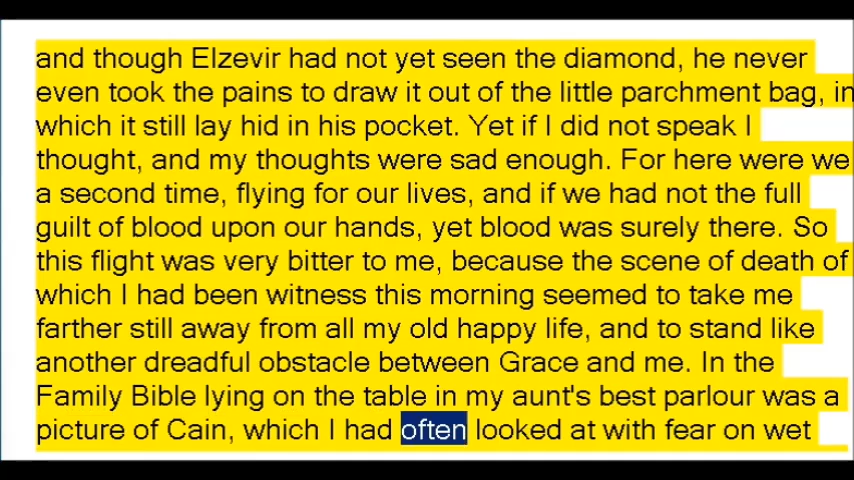 and though Elzevir had not yet seen the diamond, he never
even took the pains to draw it out of the little parchment bag, in
which it still lay hid in his pocket. Yet if I did not speak I
thought, and my thoughts were sad enough. For here were we
a second time, flying for our lives, and if we had not the full
guilt of blood upon our hands, yet blood was surely there. So
this flight was very bitter to me, because the scene of death of
which I had been witness this morning seemed to take me
farther still away from all my old happy life, and to stand like
another dreadful obstacle between Grace and me. In the
Family Bible lying on the table in my aunt's best parlour was a
picture of Cain, which I had often looked at with fear on wet